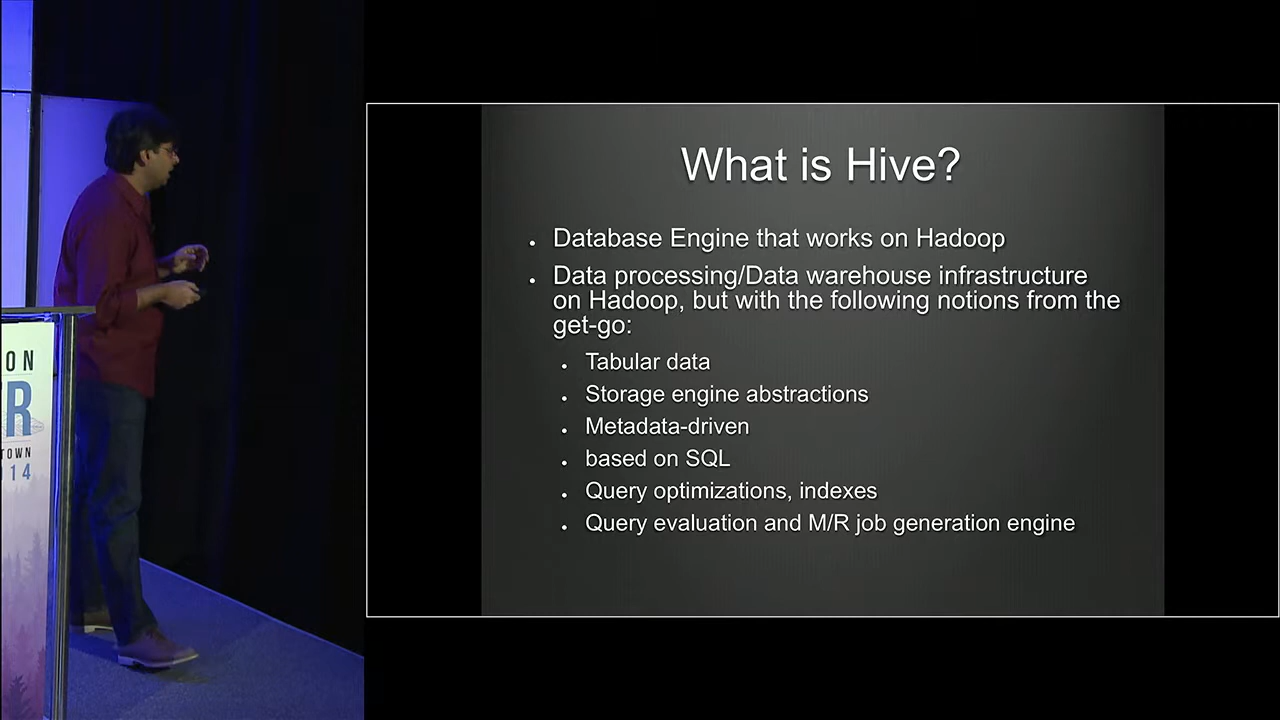 What is Hive?
Database Engine that works on Hadoop
Data processing/Data warehouse infrastructure
on Hadoop, but with the following notions from the
get-go:
Tabular data
Storage engine abstractions
Metadata-driven
based on SQL
Query optimizations, indexes
Query evaluation and M/R job generation engine
ON
R
TOWN
14